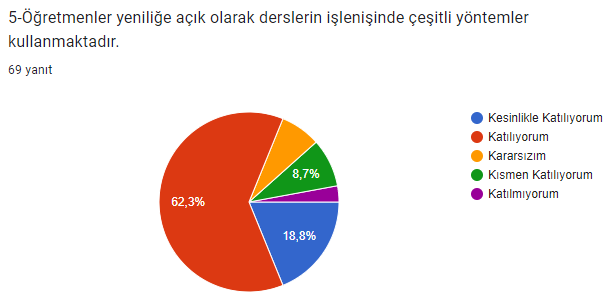 5-Öğretmenler yeniliğe açık olarak derslerin işlenişinde çeşitli yöntemler
kullanmaktadır.
69 yanıt
Kesinlikle Katılıyorum
Katılıyorum
Kararsızım
Kısmen Katılıyorum
Katılmıyorum
62,3%
8,7%
18,8%